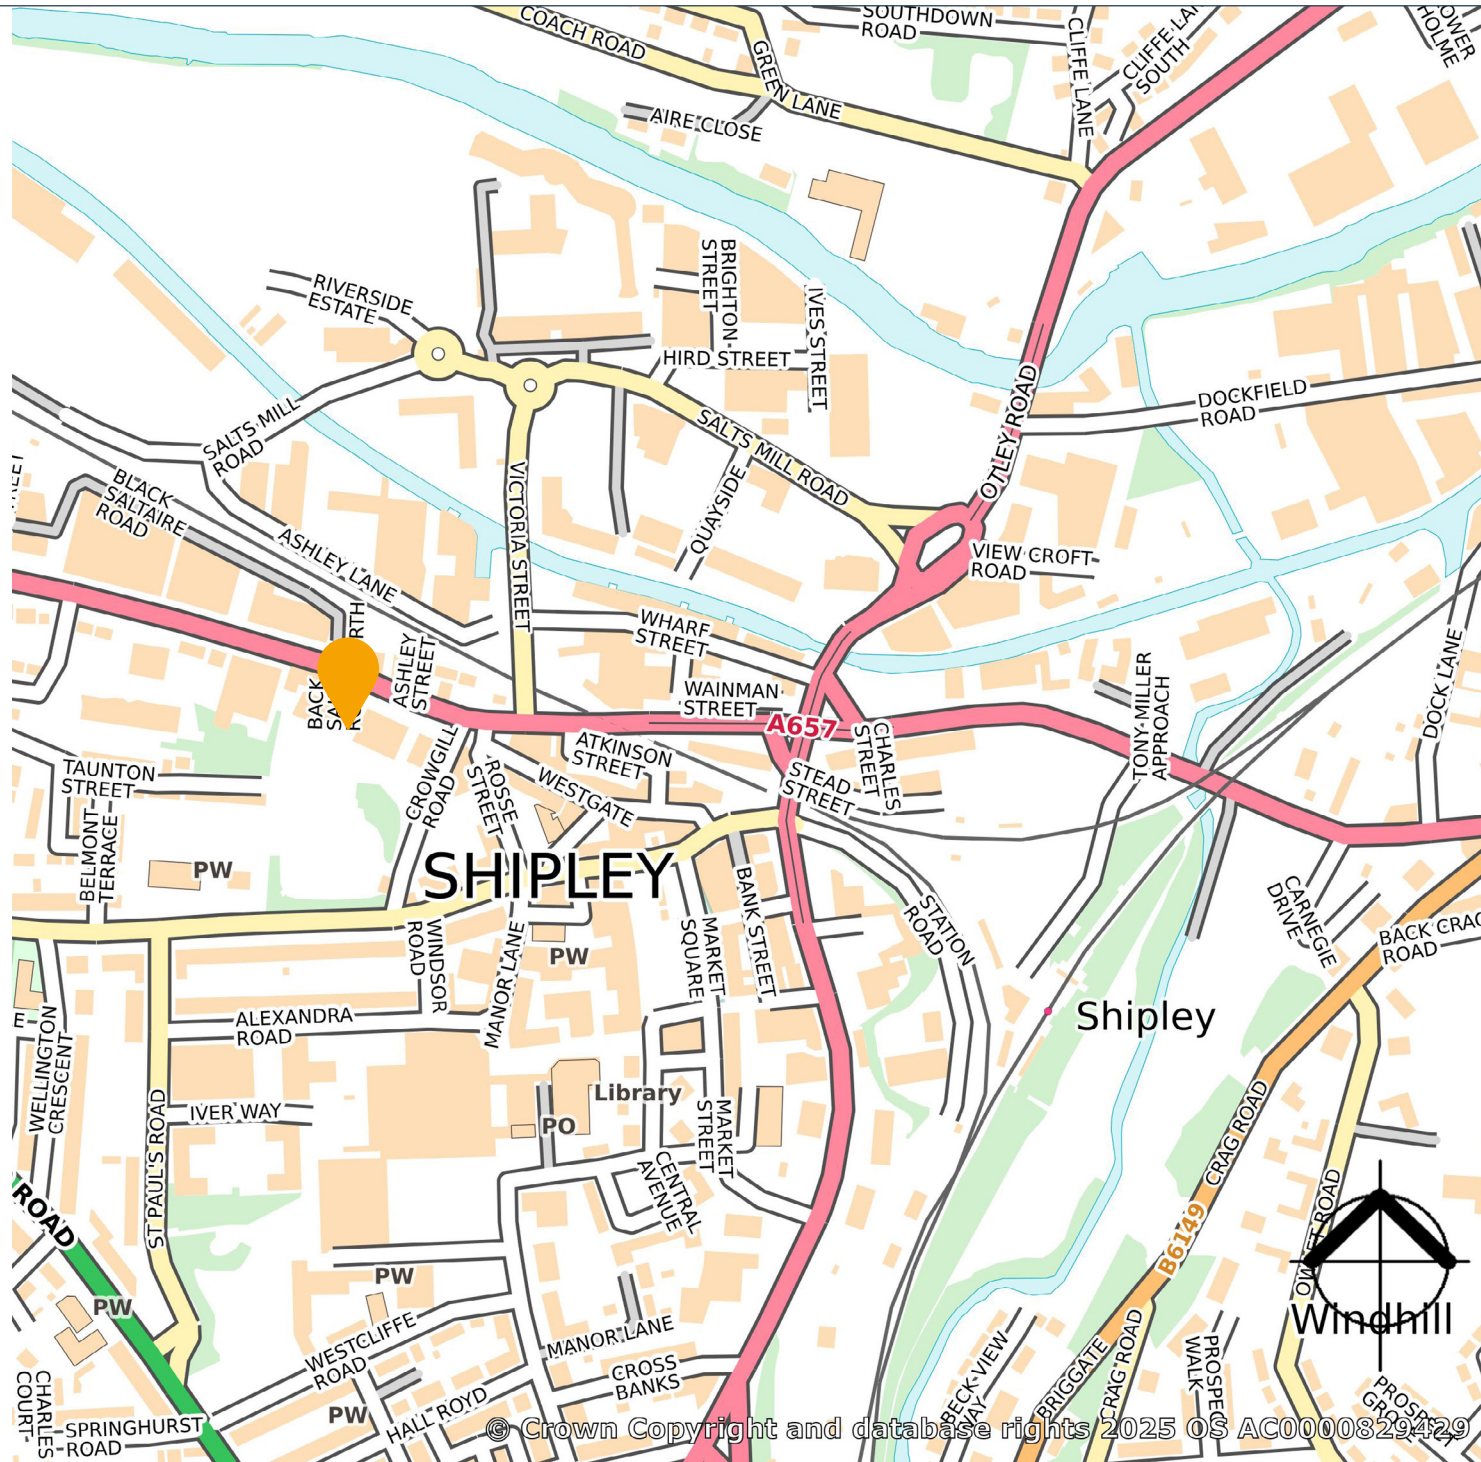 COACH ROAD
SOUTHDOWN
ROAD
GREEN LANE
CLIFFE LANE
SOUTH
AIRE CLOSE
RIVERSIDE
ESTATE
BRIGHTON
STREET
IVES STREET
HIRD STREET
SALTS MILL
ROAD
SALTS MILL ROAD
OTLEY ROAD
DOCKFIELD
ROAD
BLACK
SALTAIRE
ROAD
VICTORIA STREET
QUAYSIDE
ASHLEY LANE
VIEW CROFT
ROAD
WHARF
STREET
ASHLEY
STREET
BACK
WAINMAN
STREET
A657
CHARLES
STREET
TONY MILLER
APPROACH
DOCK LANE
ATKINSON
STREET
STEAD
STREET
TAUNTON
STREET
CROWGILL
ROAD
ROSSE
STREET
WESTGATE
BELMONT
TERRACE
PW
SHIPLEY
BANK STREET
STATION
ROAD
CARNEGIE
DRIVE
BACK CRAG
ROAD
WINDSOR
ROAD
MANOR LANE
PW
MARKET
SQUARE
ALEXANDRA
ROAD
Shipley
WELLINGTON
CRESCENT
ST PAUL'S ROAD
IVER WAY
Library
PO
MARKET
STREET
CENTRAL
AVENUE
CRAG ROAD
B6149
ROAD
PW
PW
WESTCLIFFE
ROAD
MANOR LANE
CROSS
BANKS
HALL ROYD
PW
Windhill
BECK VIEW
WAY
BRIGGATE
CRAG ROAD
PROSPECT
WALK
PROSPECT
CHARLES
COURT
SPRINGHURST
ROAD
© Crown Copyright and database rights 2025 OS AC0000829429